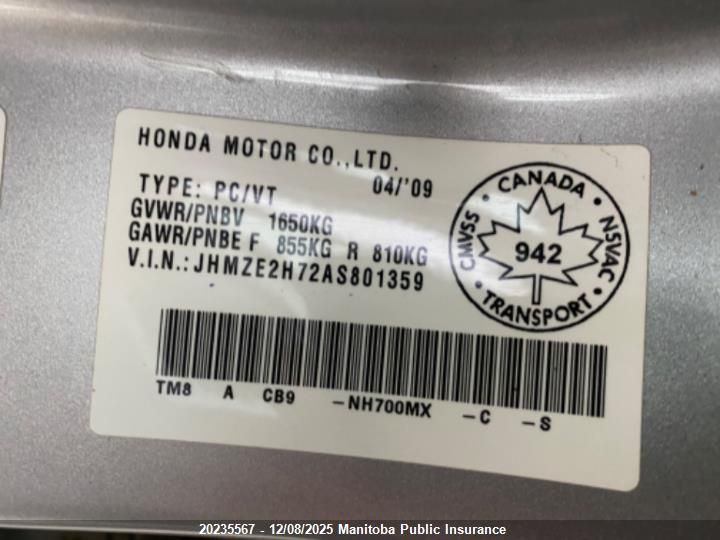 HONDA MOTOR CO.,LTD.
04/'09
TYPE: PC/VT
GVWR/PNBV 1650KG
GAWR/PNBE F 855KG R 810KG
V.I.N.: JHMZE2H72AS801359
CANADA
CMVSS
NSVAC
942
TRANSPORT
TM8 A CB9 -NH700MX -C -S
20235567 - 12/08/2025 Manitoba Public Insurance